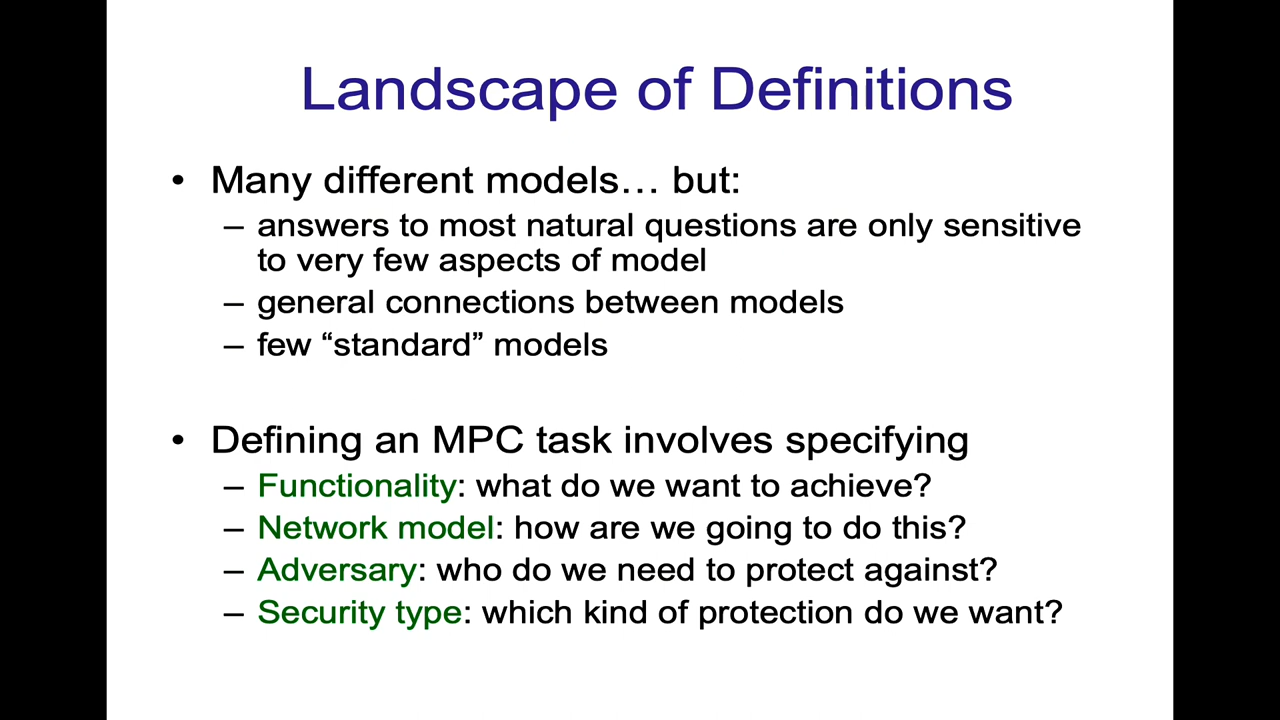 Landscape of Definitions
• Many different models… but:
– answers to most natural questions are only sensitive
to very few aspects of model
– general connections between models
– few “standard” models
• Defining an MPC task involves specifying
– Functionality: what do we want to achieve?
– Network model: how are we going to do this?
– Adversary: who do we need to protect against?
– Security type: which kind of protection do we want?